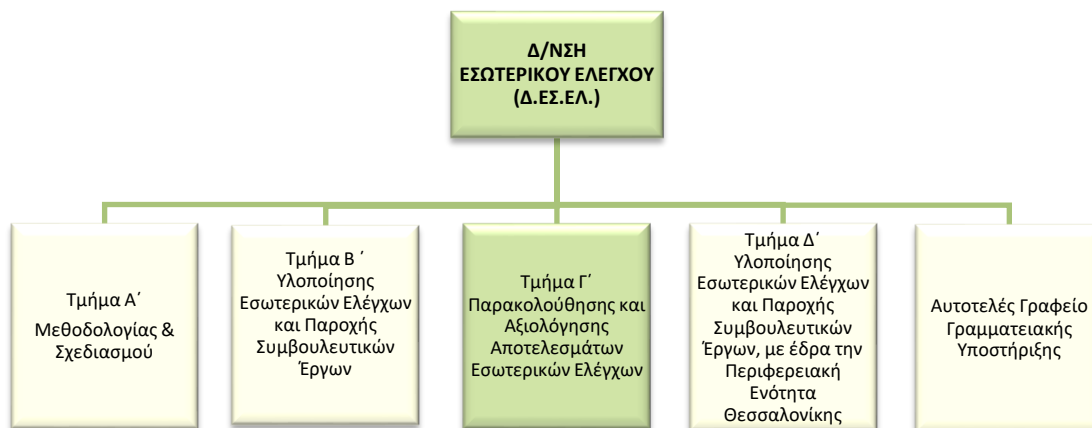 Δ/ΝΣΗ
ΕΣΩΤΕΡΙΚΟΥ ΕΛΕΓΧΟΥ
(Δ.ΕΣ.ΕΛ.)
Τμήμα Α΄
Μεθοδολογίας &
Σχεδιασμού
Τμήμα Β ΄
Υλοποίησης
Εσωτερικών Ελέγχων
και Παροχής
Συμβουλευτικών
Έργων
Τμήμα Γ΄
Παρακολούθησης και
Αξιολόγησης
Αποτελεσμάτων
Εσωτερικών Ελέγχων
Τμήμα Δ΄
Υλοποίησης
Εσωτερικών Ελέγχων
και Παροχής
Συμβουλευτικών
Έργων, με έδρα την
Περιφερειακή
Ενότητα
Θεσσαλονίκης
Αυτοτελές Γραφείο
Γραμματειακής
Υποστήριξης